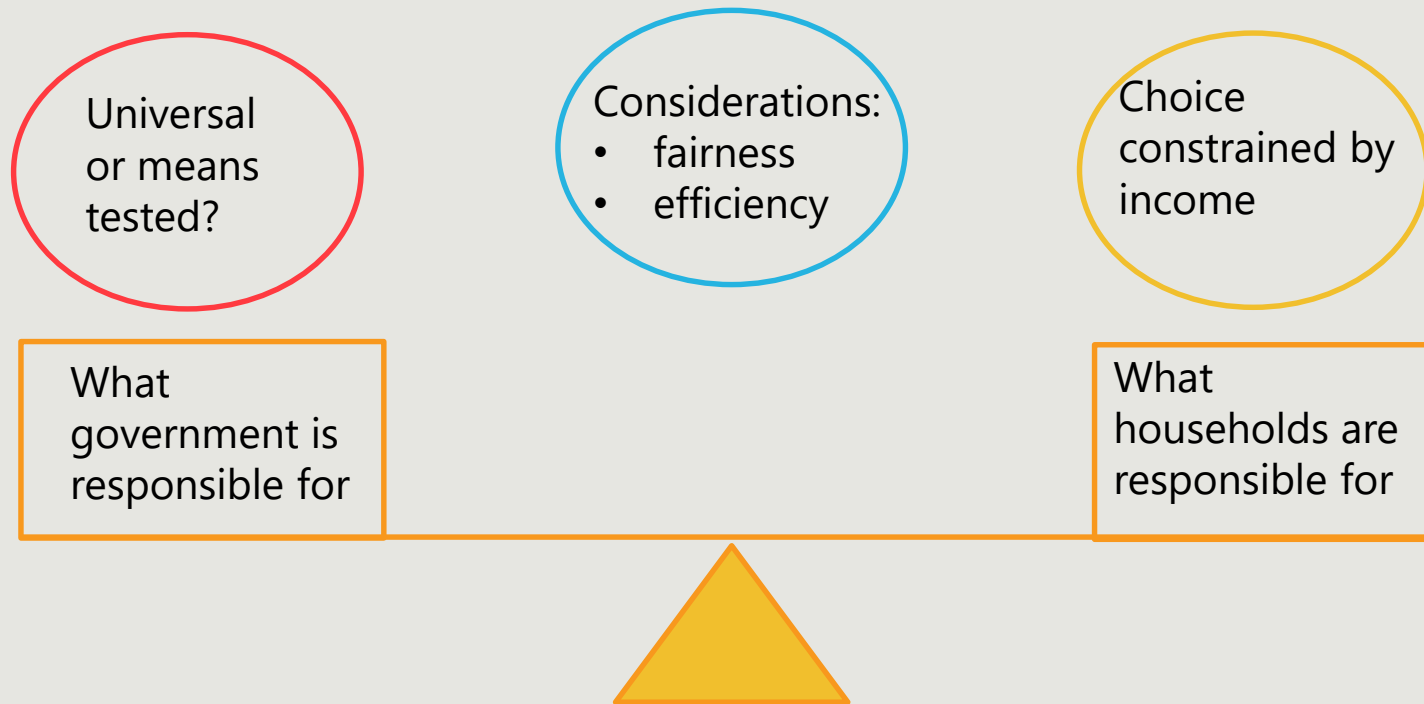 Universal
or means
tested?
Considerations:
• fairness
• efficiency
Choice
constrained by
income
What
government is
responsible for
What
households are
responsible for